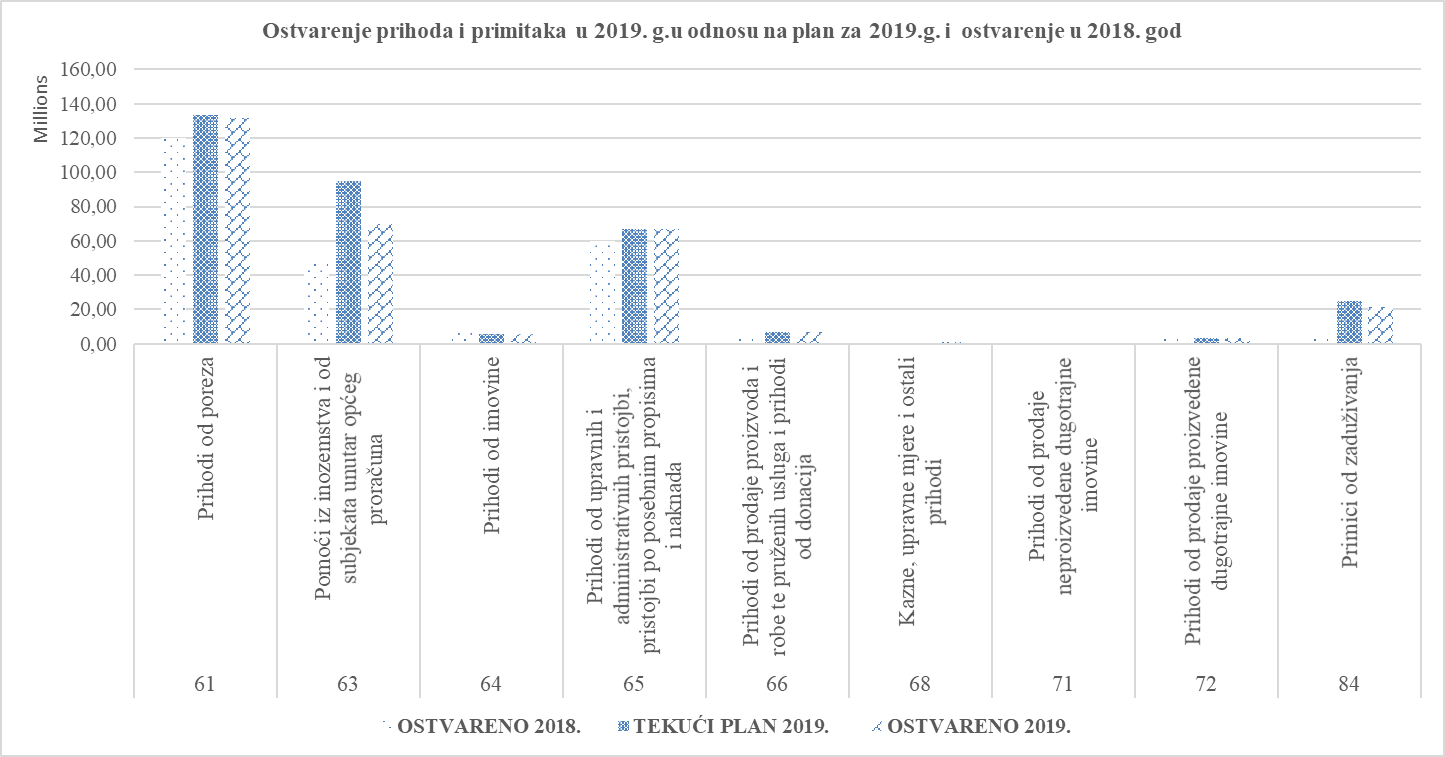 Ostvarenje prihoda i primitaka u 2019. g.u odnosu na plan za 2019.g. i ostvarenje u 2018. god
Millions
160,00
140,00
120,00
100,00
80,00
60,00
40,00
20,00
0,00
Prihodi od poreza
Pomoći iz inozemstva i od
subjekata unutar općeg
proračuna
Prihodi od imovine
Prihodi od upravnih i
administrativnih pristojbi,
pristojbi po posebnim propisima
i naknada
Prihodi od prodaje proizvoda i
robe te pruženih usluga i prihodi
od donacija
Kazne, upravne mjere i ostali
prihodi
Prihodi od prodaje
neproizvedene dugžotrajne
imovine
Prihodi od prodaje proizvedene
dugotrajne imovine
Primici od zaduživanja
61
63
64
65
66
68
71
72
84
OSTVARENO 2018.
TEKUĆI PLAN 2019.
OSTVARENO 2019.